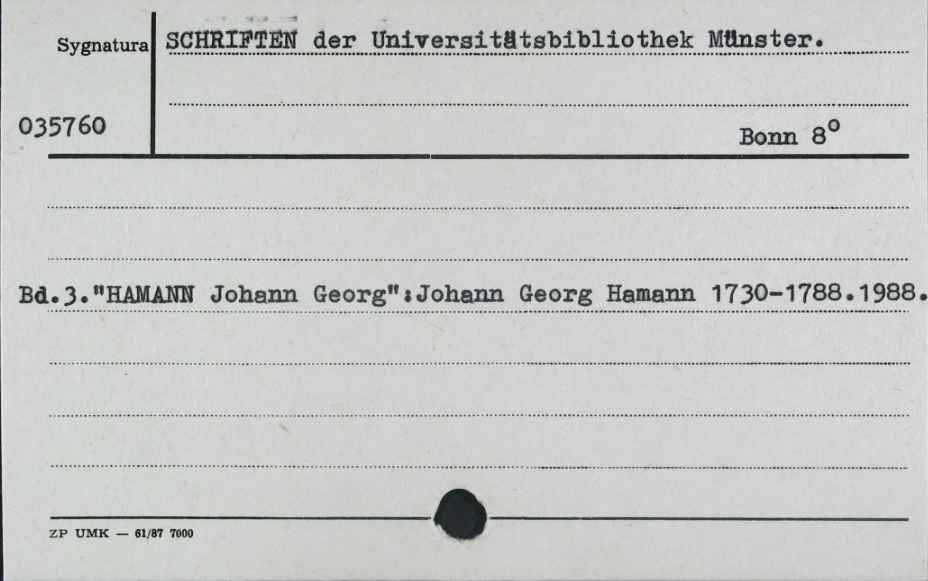 Sygnatura
SCHRIFTEN der Universitätsbibliothek Münster.
035760
Bonn 8⁰
Bd.3."HAMANN Johann Georg":Johann Georg Hamann 1730-1788.1988.
ZP UMK — 61/87 7000